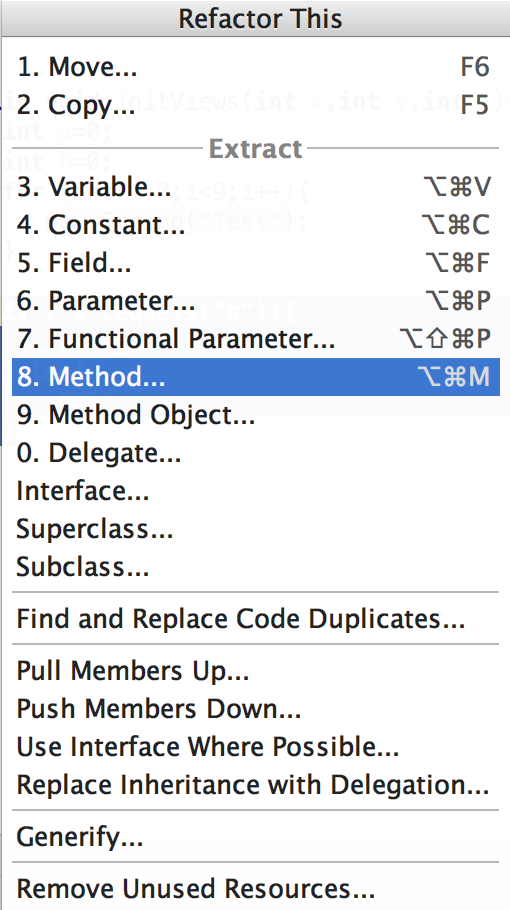 Refactor This
1. Move... F6
2. Copy... F5
Extract
3. Variable... ⌥⌘V
4. Constant... ⌥⌘C
5. Field... ⌥⌘F
6. Parameter... ⌥⌘P
7. Functional Parameter... ⌥⇧⌘P
8. Method... ⌥⌘M
9. Method Object...
0. Delegate...
Interface...
Superclass...
Subclass...
Find and Replace Code Duplicates...
Pull Members Up...
Push Members Down...
Use Interface Where Possible...
Replace Inheritance with Delegation...
Generify...
Remove Unused Resources...